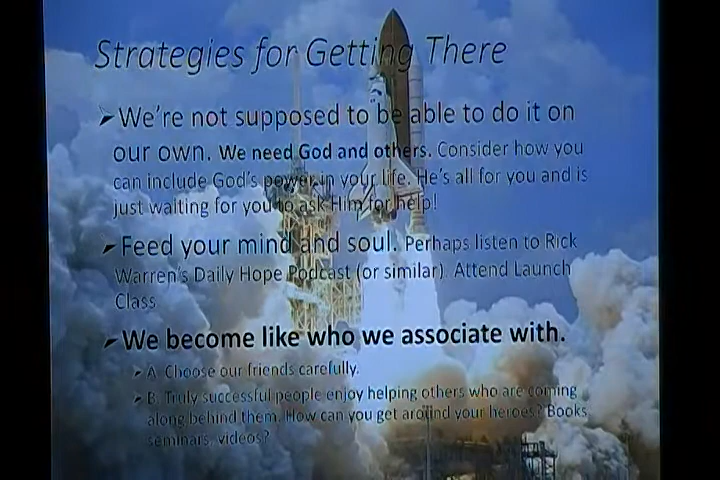 Strategies for Getting There
We're not supposed to be able to do it on
our own. We need God and others. Consider how you
can include God's power in your life. He's all for you and is
just waiting for you to ask Him for help!
Feed your mind and soul. Perhaps listen to Rick
Warren's Daily Hope Podcast (or similar). Attend Launch
Class
We become like who we associate with.
A. Choose our friends carefully.
B. Truly successful people enjoy helping others who are coming
along behind them. How can you get around your heroes? Books,
seminars, videos?